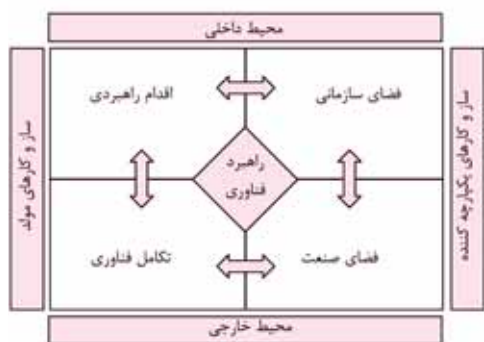 محیط داخلی
ساز و کارهای یکپارچه کننده
فضای سازمانی
اقدام راهبردی
راهبرد
فناوری
فضای صنعت
تکامل فناوری
ساز و کارهای مولد
محیط خارجی